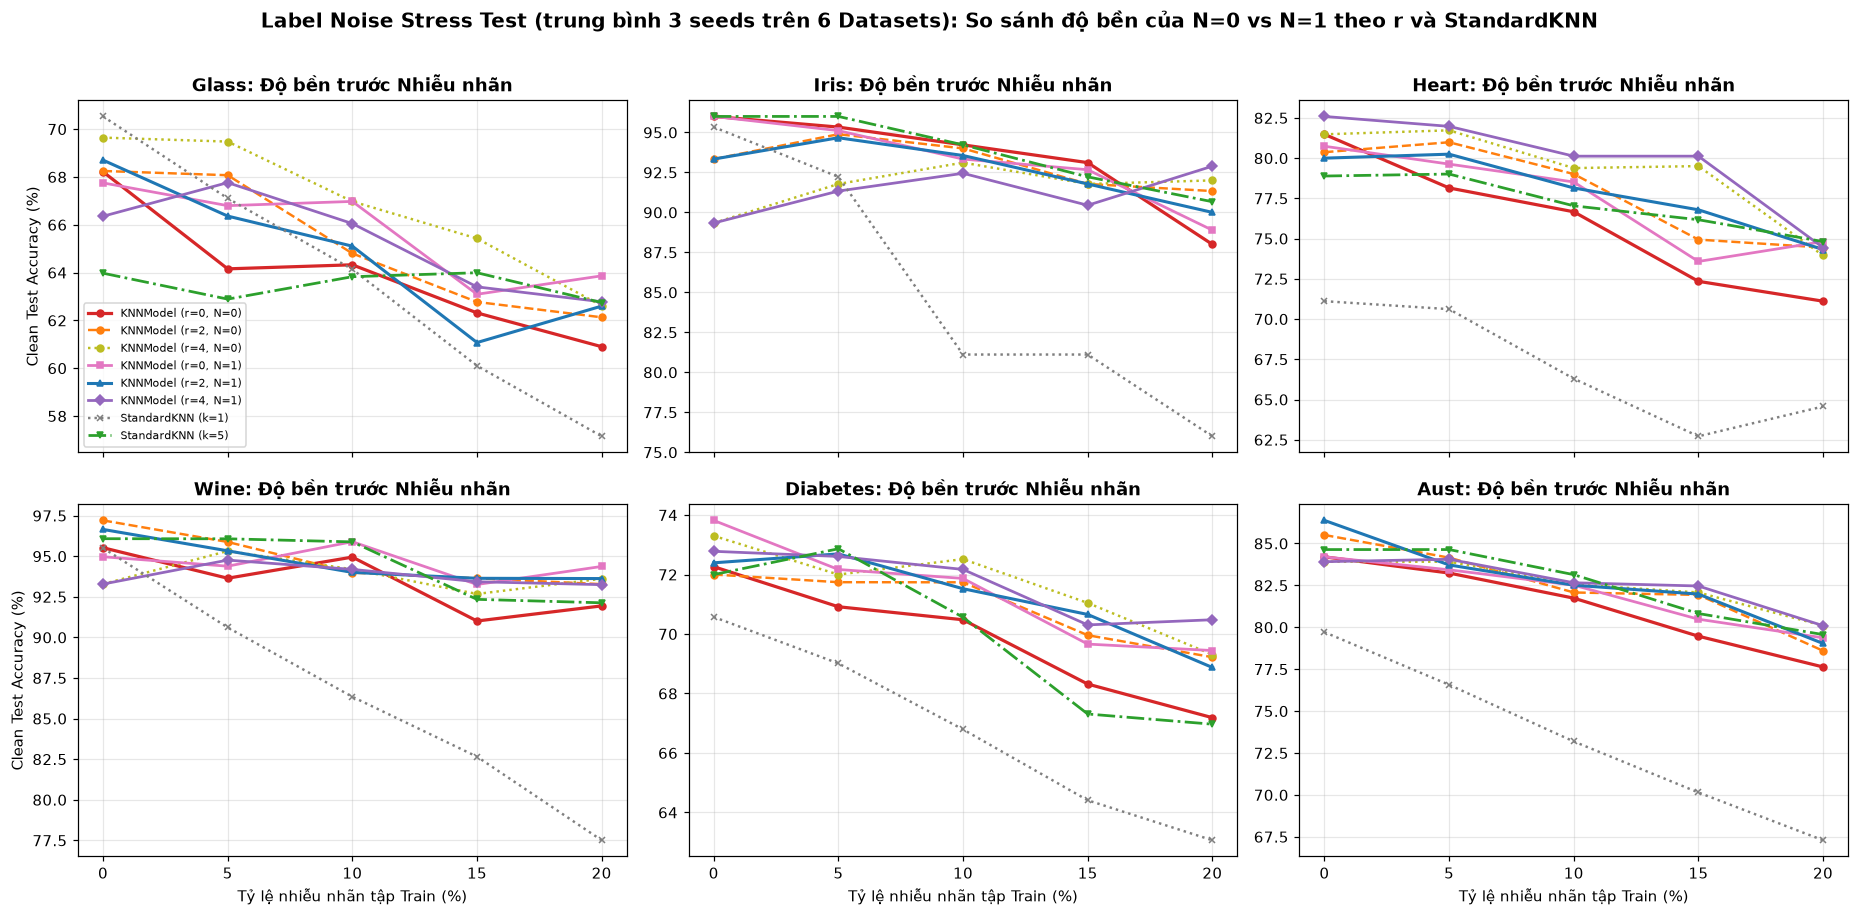 Label Noise Stress Test (trung bình 3 seeds trên 6 Datasets): So sánh độ bền của N=0 vs N=1 theo r và StandardKNN
Glass: Độ bền trước Nhiễu nhãn
Clean Test Accuracy (%)
70
68
66
64
62
60
58
KNNModel (r=0, N=0)
KNNModel (r=2, N=0)
KNNModel (r=4, N=0)
KNNModel (r=0, N=1)
KNNModel (r=2, N=1)
KNNModel (r=4, N=1)
StandardKNN (k=1)
StandardKNN (k=5)
Iris: Độ bền trước Nhiễu nhãn
95.0
92.5
90.0
87.5
85.0
82.5
80.0
77.5
75.0
Heart: Độ bền trước Nhiễu nhãn
82.5
80.0
77.5
75.0
72.5
70.0
67.5
65.0
62.5
Wine: Độ bền trước Nhiễu nhãn
Clean Test Accuracy (%)
97.5
95.0
92.5
90.0
87.5
85.0
82.5
80.0
77.5
0 5 10 15 20
Tỷ lệ nhiễu nhãn tập Train (%)
Diabetes: Độ bền trước Nhiễu nhãn
74
72
70
68
66
64
0 5 10 15 20
Tỷ lệ nhiễu nhãn tập Train (%)
Aust: Độ bền trước Nhiễu nhãn
85.0
82.5
80.0
77.5
75.0
72.5
70.0
67.5
0 5 10 15 20
Tỷ lệ nhiễu nhãn tập Train (%)